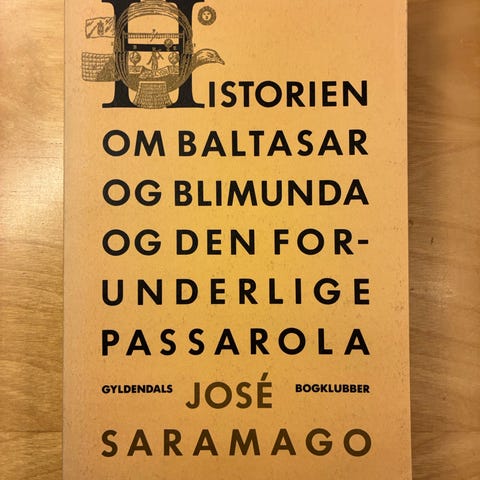 HISTORIEN
OM BALTASAR
OG BLIMUNDA
OG DEN FOR-
UNDERLIGE
PASSAROLA
GYLDENDALS JOSÉ BOGKLUBBER
SARAMAGO